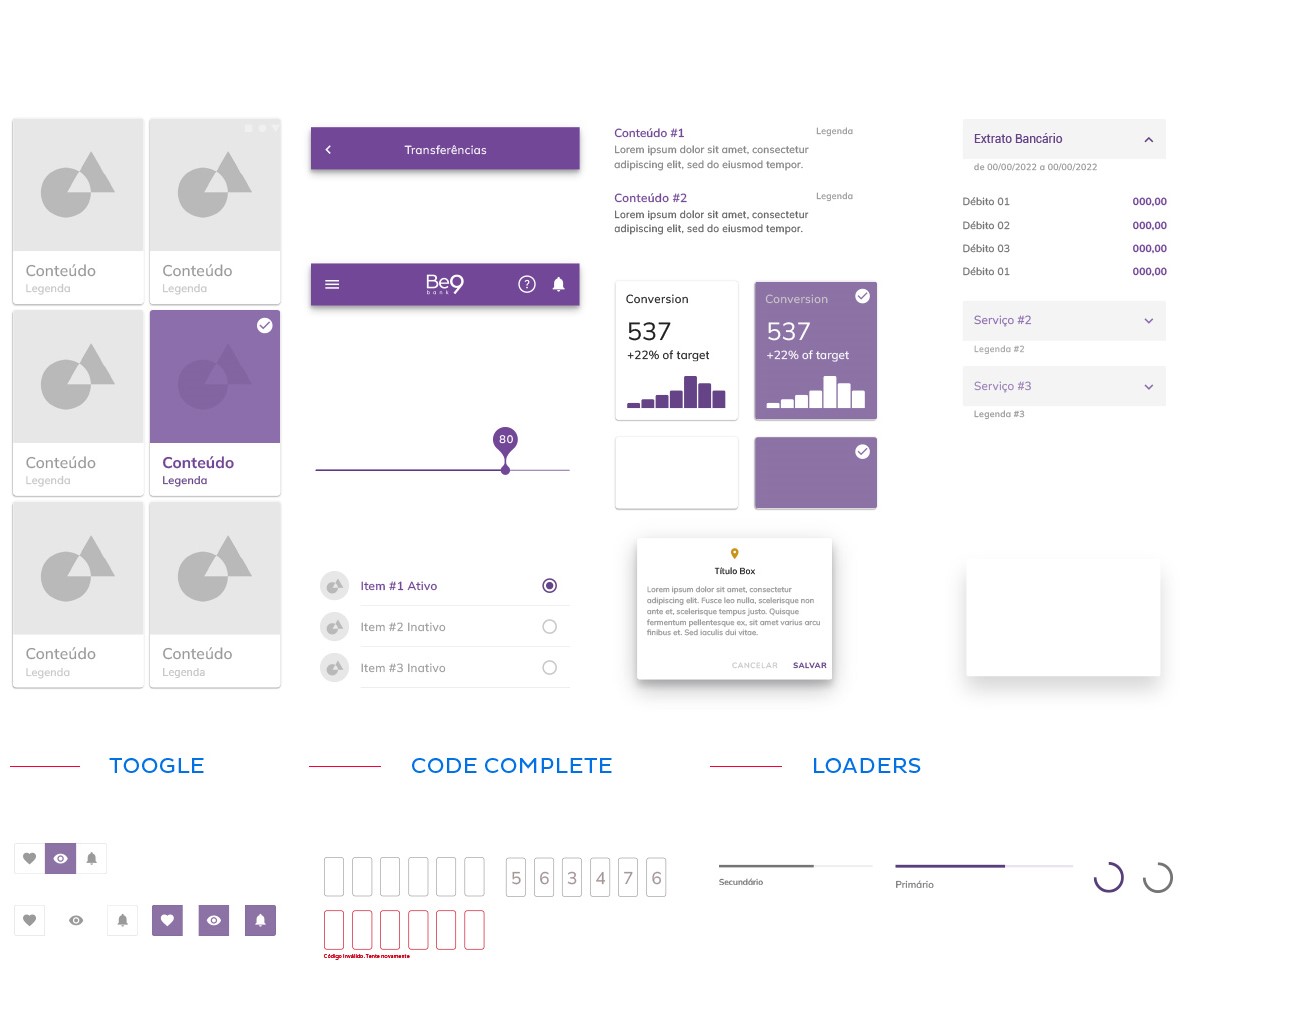 Conteúdo
Legenda
Conteúdo
Legenda
Conteúdo
Legenda
Conteúdo
Legenda
Conteúdo
Legenda
Conteúdo
Legenda
Transferências
Be9
bank
?
80
Item #1 Ativo
Item #2 Inativo
Item #3 Inativo
Conteúdo #1
Legenda
Lorem ipsum dolor sit amet, consectetur
adipiscing elit, sed do eiusmod tempor.
Conteúdo #2
Legenda
Lorem ipsum dolor sit amet, consectetur
adipiscing elit, sed do eiusmod tempor.
Conversion
537
+22% of target
Conversion
537
+22% of target
Título Box
Lorem ipsum dolor sit amet, consectetur
adipiscing elit. Fusce leo nulla, scelerisque non
ante et, scelerisque tempus justo. Quisque
fermentum pellentesque ex, sit amet varius arcu
finibus et. Sed iaculis dui vitae.
CANCELAR SALVAR
Extrato Bancário
de 00/00/2022 a 00/00/2022
Débito 01 000,00
Débito 02 000,00
Débito 03 000,00
Débito 01 000,00
Serviço #2
Legenda #2
Serviço #3
Legenda #3
TOOGLE
CODE COMPLETE
5 6 3 4 7 6
Código Inválido. Tente novamente
LOADERS
Secundário
Primário